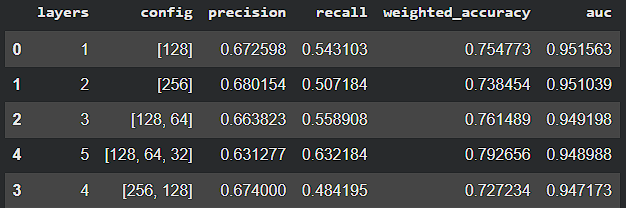 layers config precision recall weighted_accuracy auc
0 1 [128] 0.672598 0.543103 0.754773 0.951563
1 2 [256] 0.680154 0.507184 0.738454 0.951039
2 3 [128, 64] 0.663823 0.558908 0.761489 0.949198
4 5 [128, 64, 32] 0.631277 0.632184 0.792656 0.948988
3 4 [256, 128] 0.674000 0.484195 0.727234 0.947173